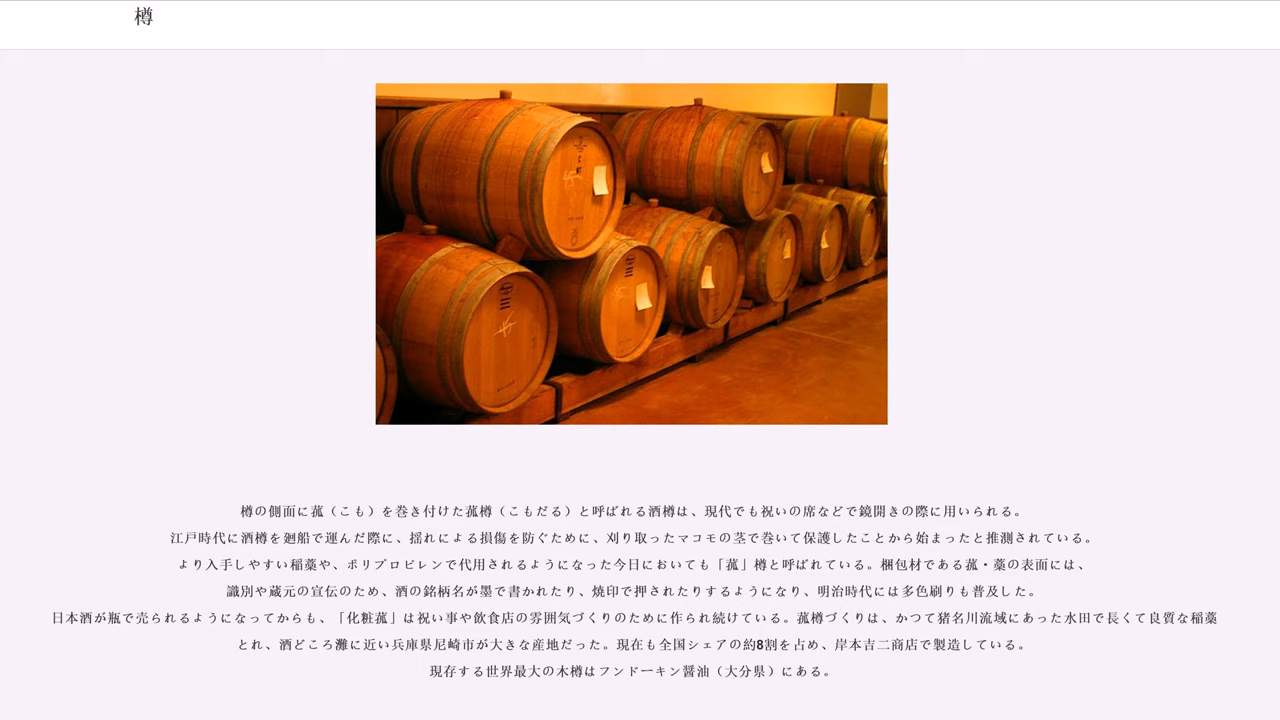 樽
樽の側面に菰（こも）を巻き付けた菰樽（こもだる）と呼ばれる酒樽は、現代でも祝いの席などで鏡開きの際に用いられる。
江戸時代に酒樽を廻船で運んだ際に、揺れによる損傷を防ぐために、刈り取ったマコモの茎で巻いて保護したことから始まったと推測されている。
より入手しやすい稲藁や、ポリプロピレンで代用されるようになった今日においても「菰」樽と呼ばれている。梱包材である菰・藁の表面には、
識別や蔵元の宣伝のため、酒の銘柄名が墨で書かれたり、焼印で押されたりするようになり、明治時代には多色刷りも普及した。
日本酒が瓶で売られるようになってからも、「化粧菰」は祝い事や飲食店の雰囲気づくりのために作られ続けている。菰樽づくりは、かつて猪名川流域にあった水田で長くて良質な稲藁
とれ、酒どころ灘に近い兵庫県尼崎市が大きな産地だった。現在も全国シェアの約8割を占め、岸本吉二商店で製造している。
現存する世界最大の木樽はフンドーキン醤油（大分県）にある。